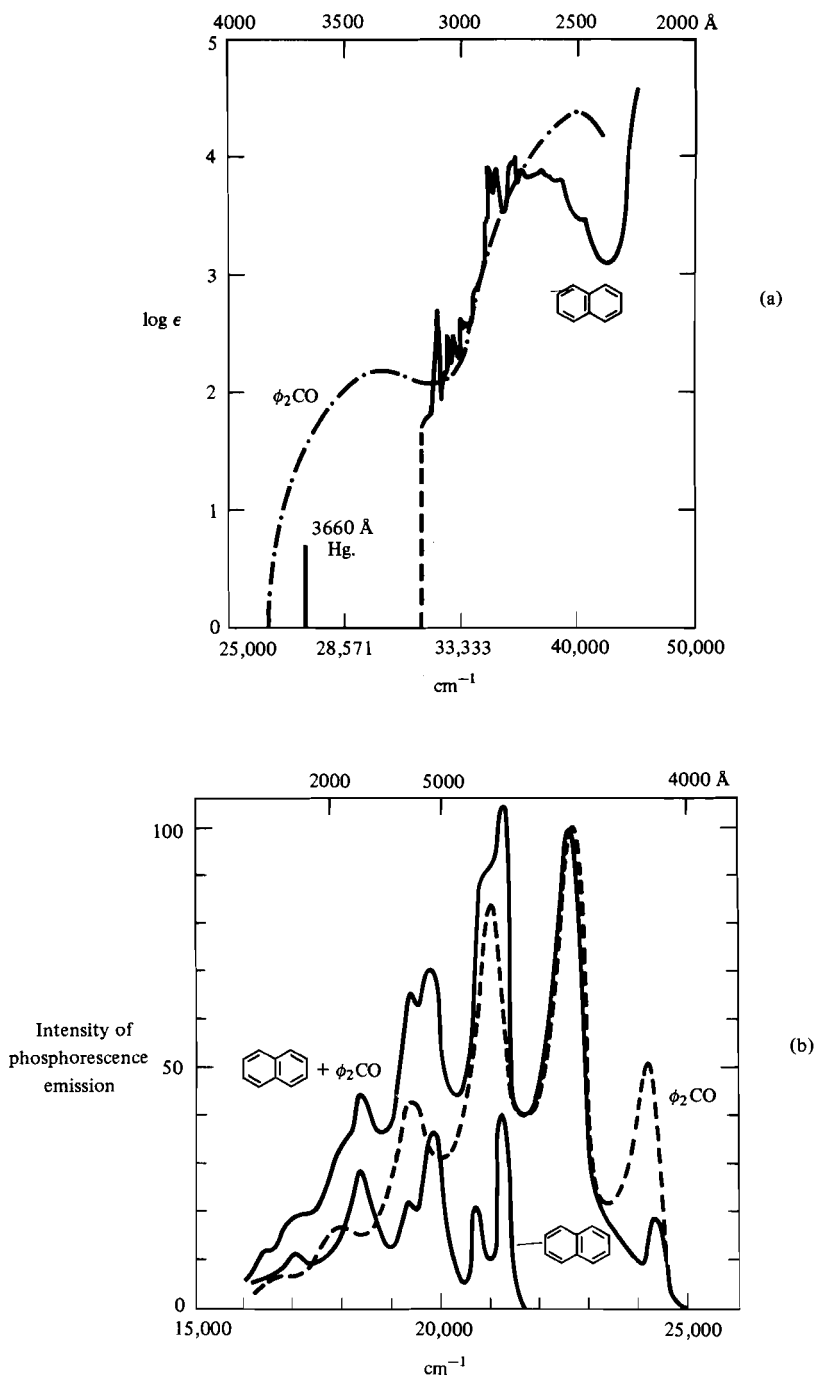 4000 3500 3000 2500 2000 Å
5
4
3
2
1
0
log ϵ
ϕ₂CO
3660 Å
Hg.
25,000 28,571 33,333 40,000 50,000
cm⁻¹
(a)
2000 5000 4000 Å
100
50
0
Intensity of
phosphorescence
emission
+ ϕ₂CO
ϕ₂CO
(b)
15,000 20,000 25,000
cm⁻¹